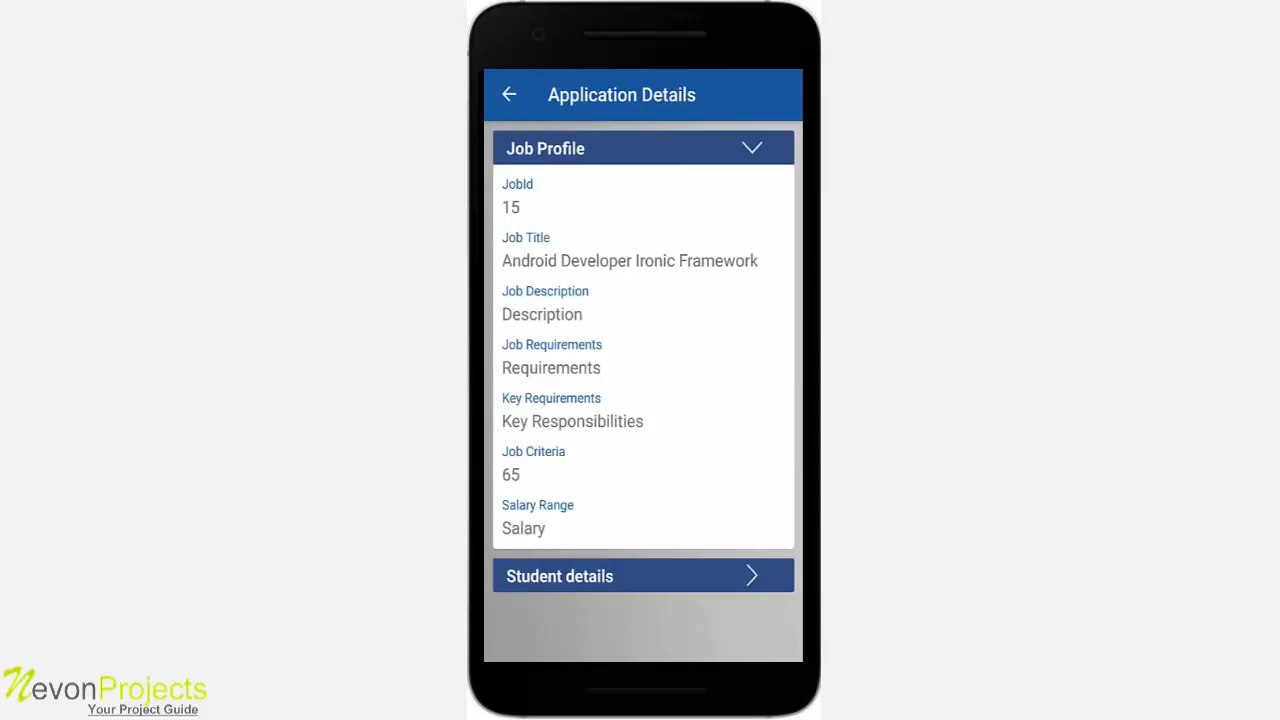 Application Details
Job Profile
JobId
15
Job Title
Android Developer Ironic Framework
Job Description
Description
Job Requirements
Requirements
Key Requirements
Key Responsibilities
Job Criteria
65
Salary Range
Salary
Student details
NevonProjects
Your Project Guide